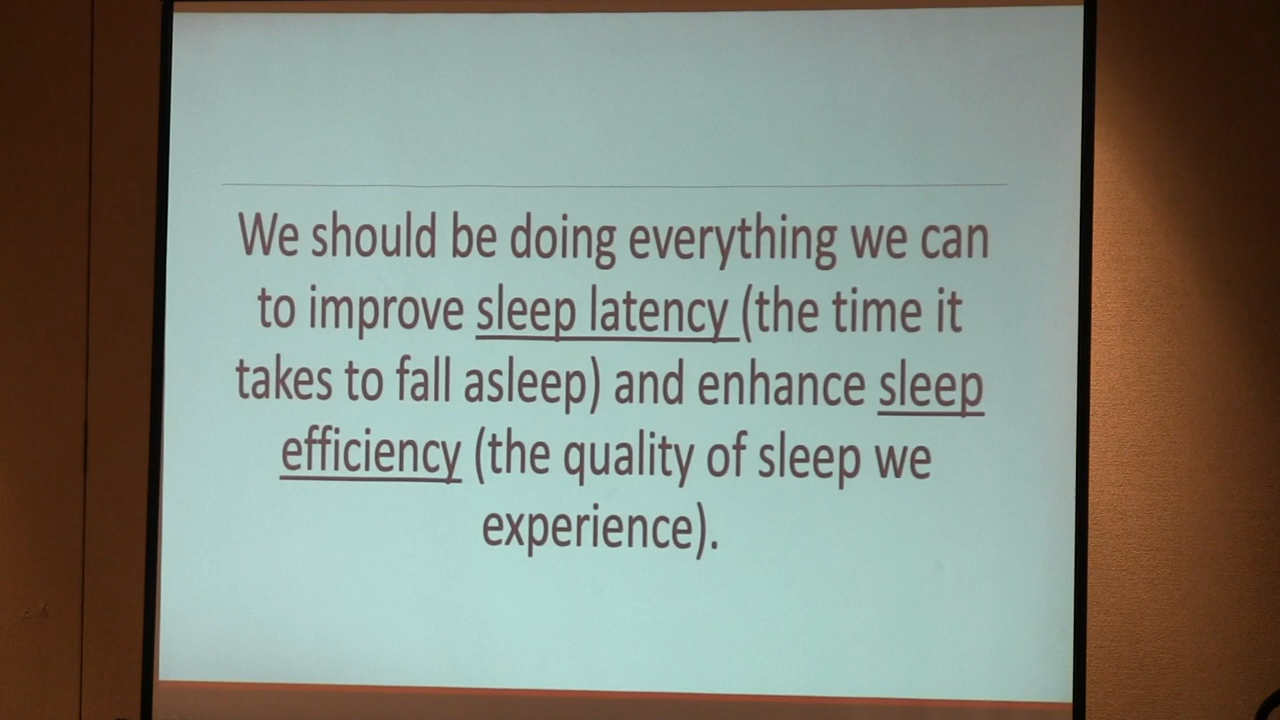 We should be doing everything we can
to improve sleep latency (the time it
takes to fall asleep) and enhance sleep
efficiency (the quality of sleep we
experience).